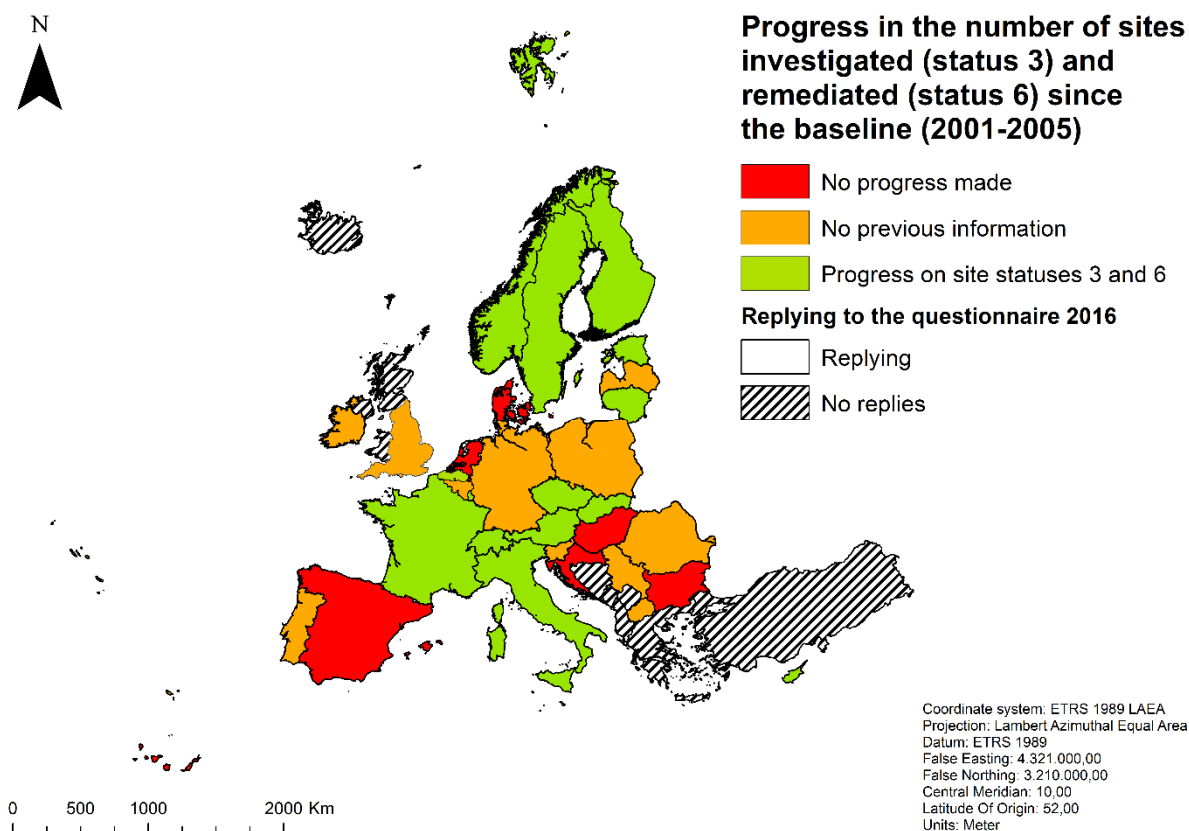 N
Progress in the number of sites
investigated (status 3) and
remediated (status 6) since
the baseline (2001-2005)
No progress made
No previous information
Progress on site statuses 3 and 6
Replying to the questionnaire 2016
Replying
No replies
Coordinate system: ETRS 1989 LAEA
Projection: Lambert Azimuthal Equal Area
Datum: ETRS 1989
False Easting: 4.321.000,00
False Northing: 3.210.000,00
Central Meridian: 10,00
Latitude Of Origin: 52,00
Units: Meter
0 500 1000 2000 Km